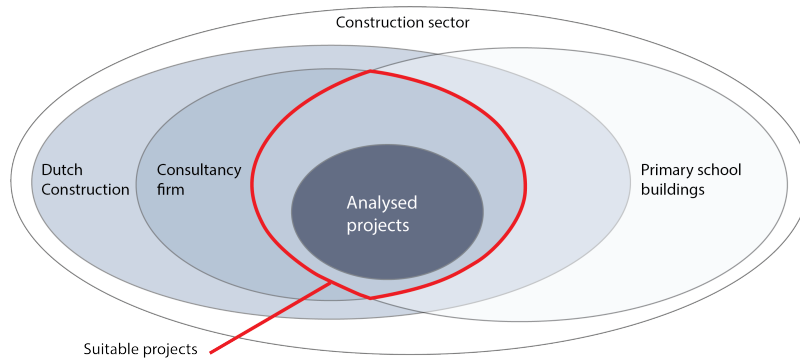 Construction sector
Dutch
Construction
Consultancy
firm
Analysed
projects
Primary school
buildings
Suitable projects